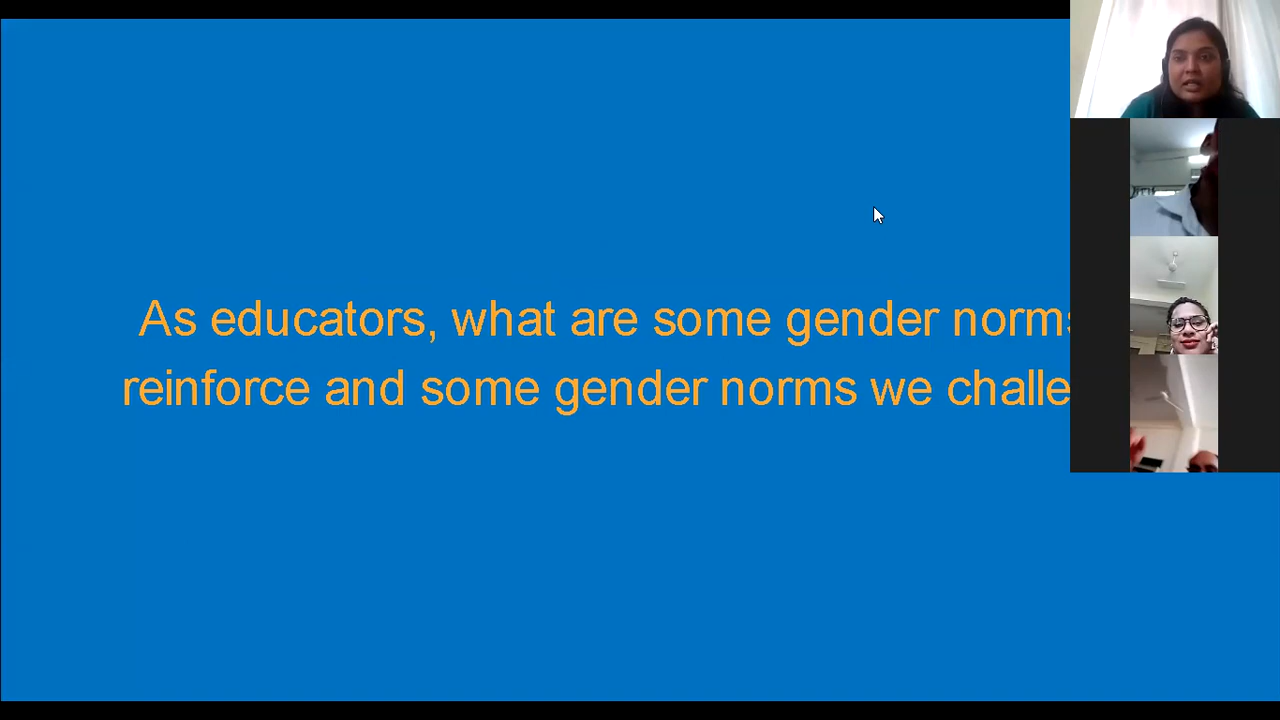 As educators, what are some gender norms
reinforce and some gender norms we challe